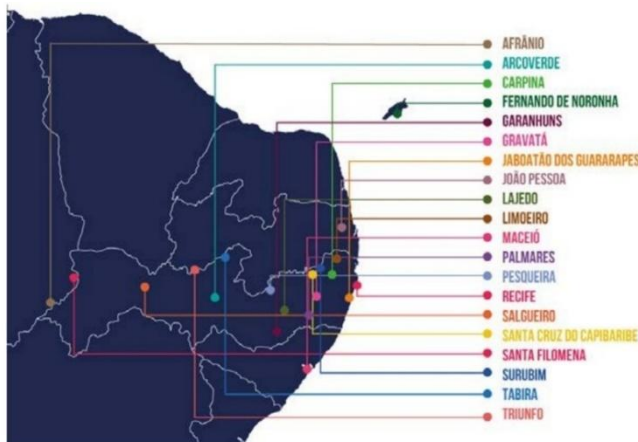 AFRÂNIO
ARCOVERDE
CARPINA
FERNANDO DE NORONHA
GARANHUNS
GRAVATÁ
JABOATÃO DOS GUARARAPES
JOÃO PESSOA
LAJEDO
LIMOEIRO
MACEIÓ
PALMARES
PESQUEIRA
RECIFE
SALGUEIRO
SANTA CRUZ DO CAPIBARIBE
SANTA FILOMENA
SURUBIM
TABIRA
TRIUNFO